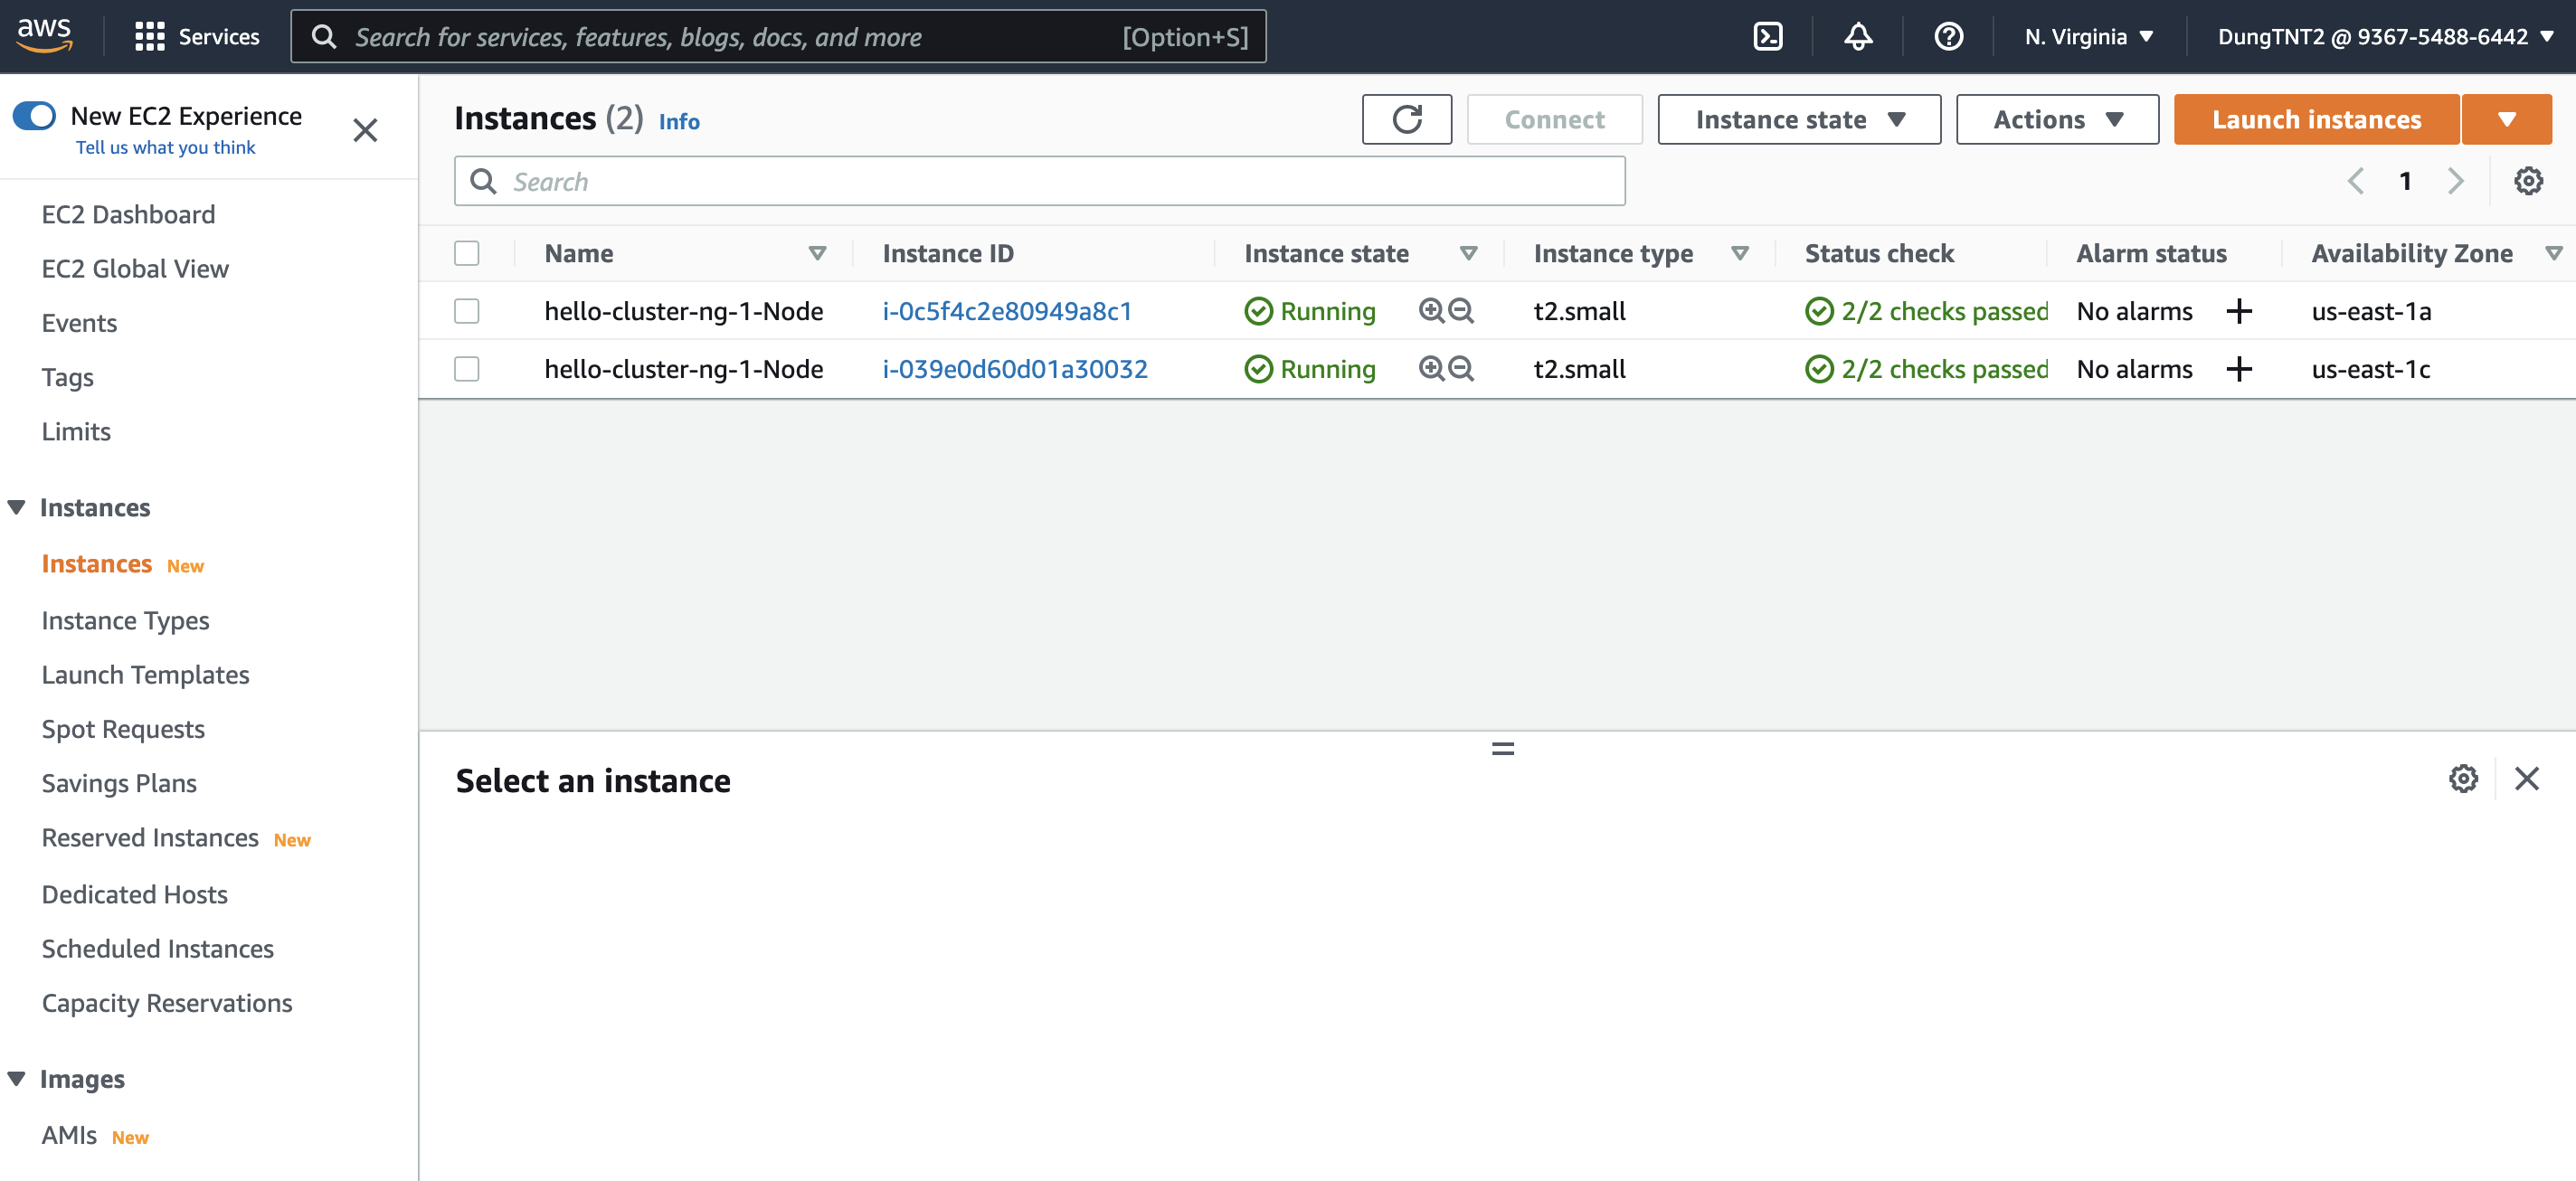 aws
Services
Search for services, features, blogs, docs, and more [Option+S]
N. Virginia
DungTNT2 @ 9367-5488-6442
New EC2 Experience
Tell us what you think
EC2 Dashboard
EC2 Global View
Events
Tags
Limits
Instances
Instances New
Instance Types
Launch Templates
Spot Requests
Savings Plans
Reserved Instances New
Dedicated Hosts
Scheduled Instances
Capacity Reservations
Images
AMIs New
Instances (2) Info
Connect
Instance state
Actions
Launch instances
Search
1
Name Instance ID Instance state Instance type Status check Alarm status Availability Zone
hello-cluster-ng-1-Node i-0c5f4c2e80949a8c1 Running t2.small 2/2 checks passed No alarms us-east-1a
hello-cluster-ng-1-Node i-039e0d60d01a30032 Running t2.small 2/2 checks passed No alarms us-east-1c
Select an instance